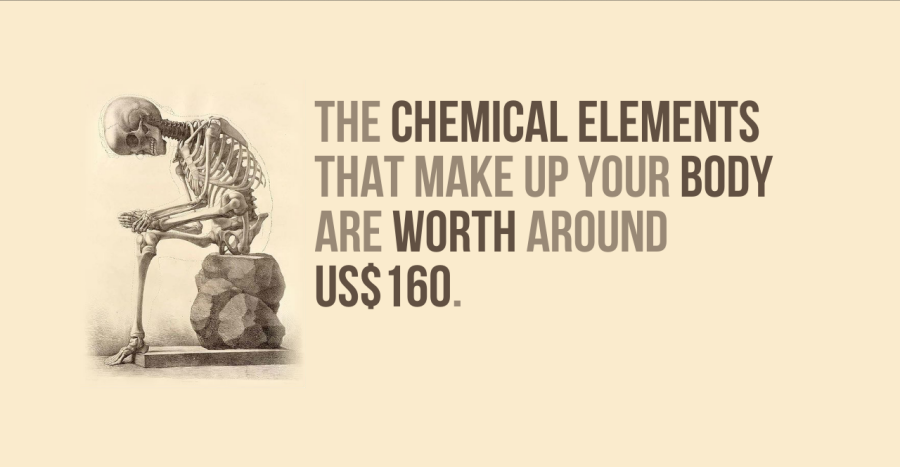 THE CHEMICAL ELEMENTS
THAT MAKE UP YOUR BODY
ARE WORTH AROUND
US$160.